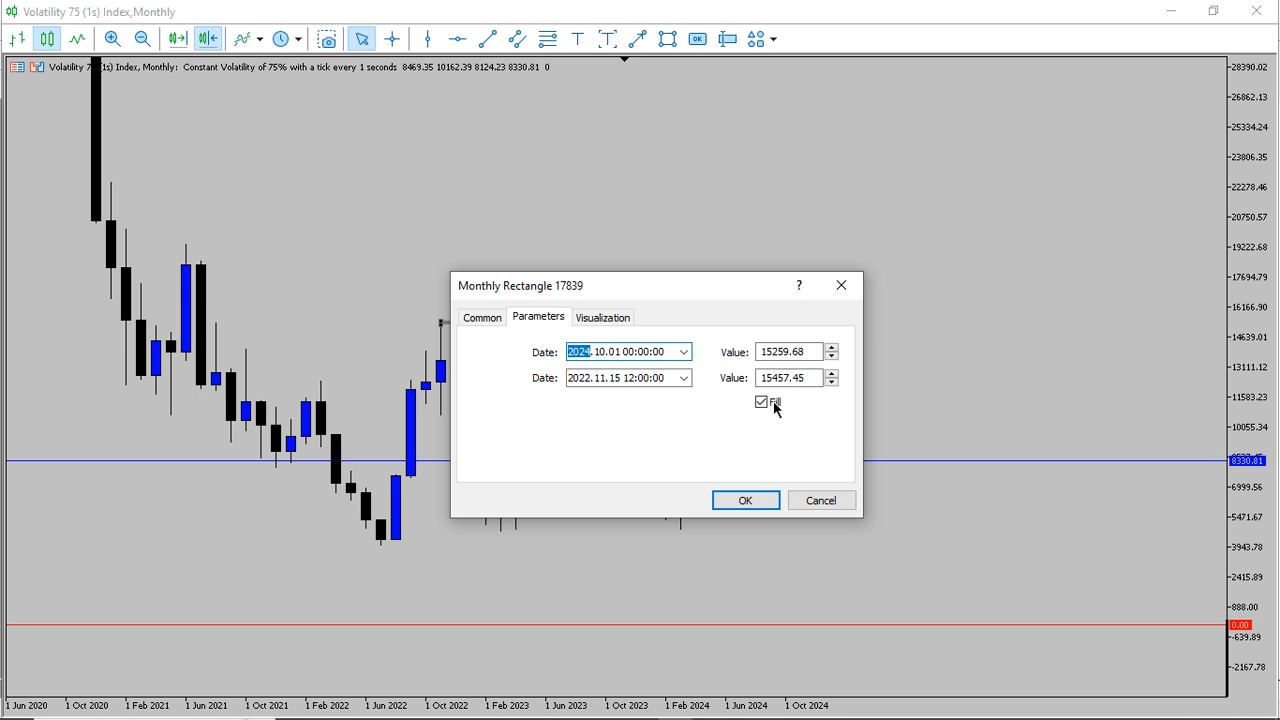 Volatility 75 (1s) Index,Monthly
T
T
OK
(1s) Index, Monthly: Constant Volatility of 75% with a tick every 1 seconds 8469.35 10162.39 8124.23 8330.81 0
28390.02
26862.13
25334.24
23806.35
22278.46
20750.57
19222.68
17694.79
16166.90
14639.01
13111.12
11583.23
10055.34
8330.81
6999.56
5471.67
3943.78
2415.89
888.00
0.00
-639.89
-2167.78
Monthly Rectangle 17839
?
Common Parameters Visualization
Date: 2024.10.01 00:00:00 Value: 15259.68
Date: 2022.11.15 12:00:00 Value: 15457.45
Fill
OK Cancel
1 Jun 2020 1 Oct 2020 1 Feb 2021 1 Jun 2021 1 Oct 2021 1 Feb 2022 1 Jun 2022 1 Oct 2022 1 Feb 2023 1 Jun 2023 1 Oct 2023 1 Feb 2024 1 Jun 2024 1 Oct 2024